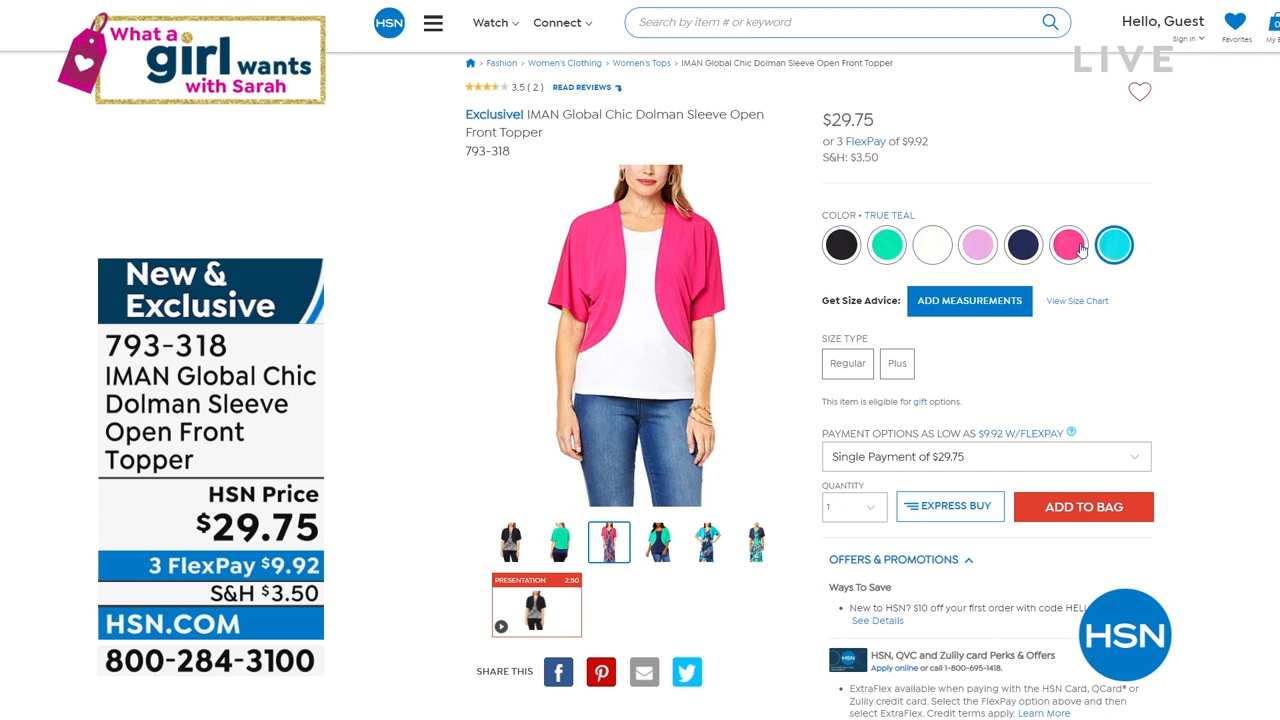 What a
girl wants
with Sarah
HSN
Watch
Connect
Search by item # or keyword
Hello, Guest
Sign In
Favorites
0
LIVE
> Fashion > Women's Clothing > Women's Tops > IMAN Global Chic Dolman Sleeve Open Front Topper
3.5 ( 2 ) READ REVIEWS
Exclusive! IMAN Global Chic Dolman Sleeve Open
Front Topper
793-318
$29.75
or 3 FlexPay of $9.92
S&H: $3.50
COLOR • TRUE TEAL
Get Size Advice: ADD MEASUREMENTS View Size Chart
SIZE TYPE
Regular Plus
This item is eligible for gift options.
PAYMENT OPTIONS AS LOW AS $9.92 W/FLEXPAY ?
Single Payment of $29.75
QUANTITY
1 EXPRESS BUY ADD TO BAG
OFFERS & PROMOTIONS
Ways To Save
• New to HSN? $10 off your first order with code
See Details
HSN, QVC and Zulily card Perks & Offers
Apply online or call 1-800-695-1418.
• ExtraFlex available when paying with the HSN Card, QCard® or
Zulily credit card. Select the FlexPay option above and then
select ExtraFlex. Credit terms apply. Learn More
HSN
PRESENTATION 2:50
SHARE THIS
New &
Exclusive
793-318
IMAN Global Chic
Dolman Sleeve
Open Front
Topper
HSN Price
$29.75
3 FlexPay $9.92
S&H $3.50
HSN.COM
800-284-3100